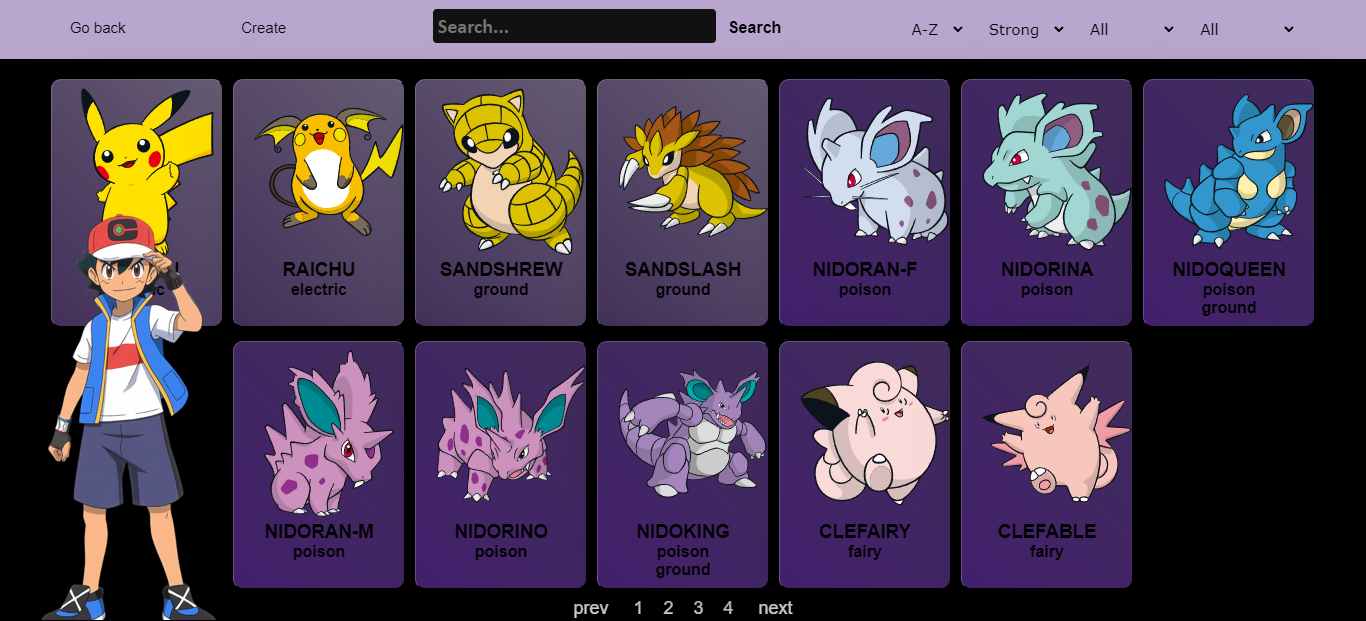 Go back
Create
Search...
Search
A-Z
Strong
All
All
RAICHU
electric
SANDSHREW
ground
SANDSLASH
ground
NIDORAN-F
poison
NIDORINA
poison
NIDOQUEEN
poison
ground
NIDORAN-M
poison
NIDORINO
poison
NIDOKING
poison
ground
CLEFAIRY
fairy
CLEFABLE
fairy
prev 1 2 3 4 next